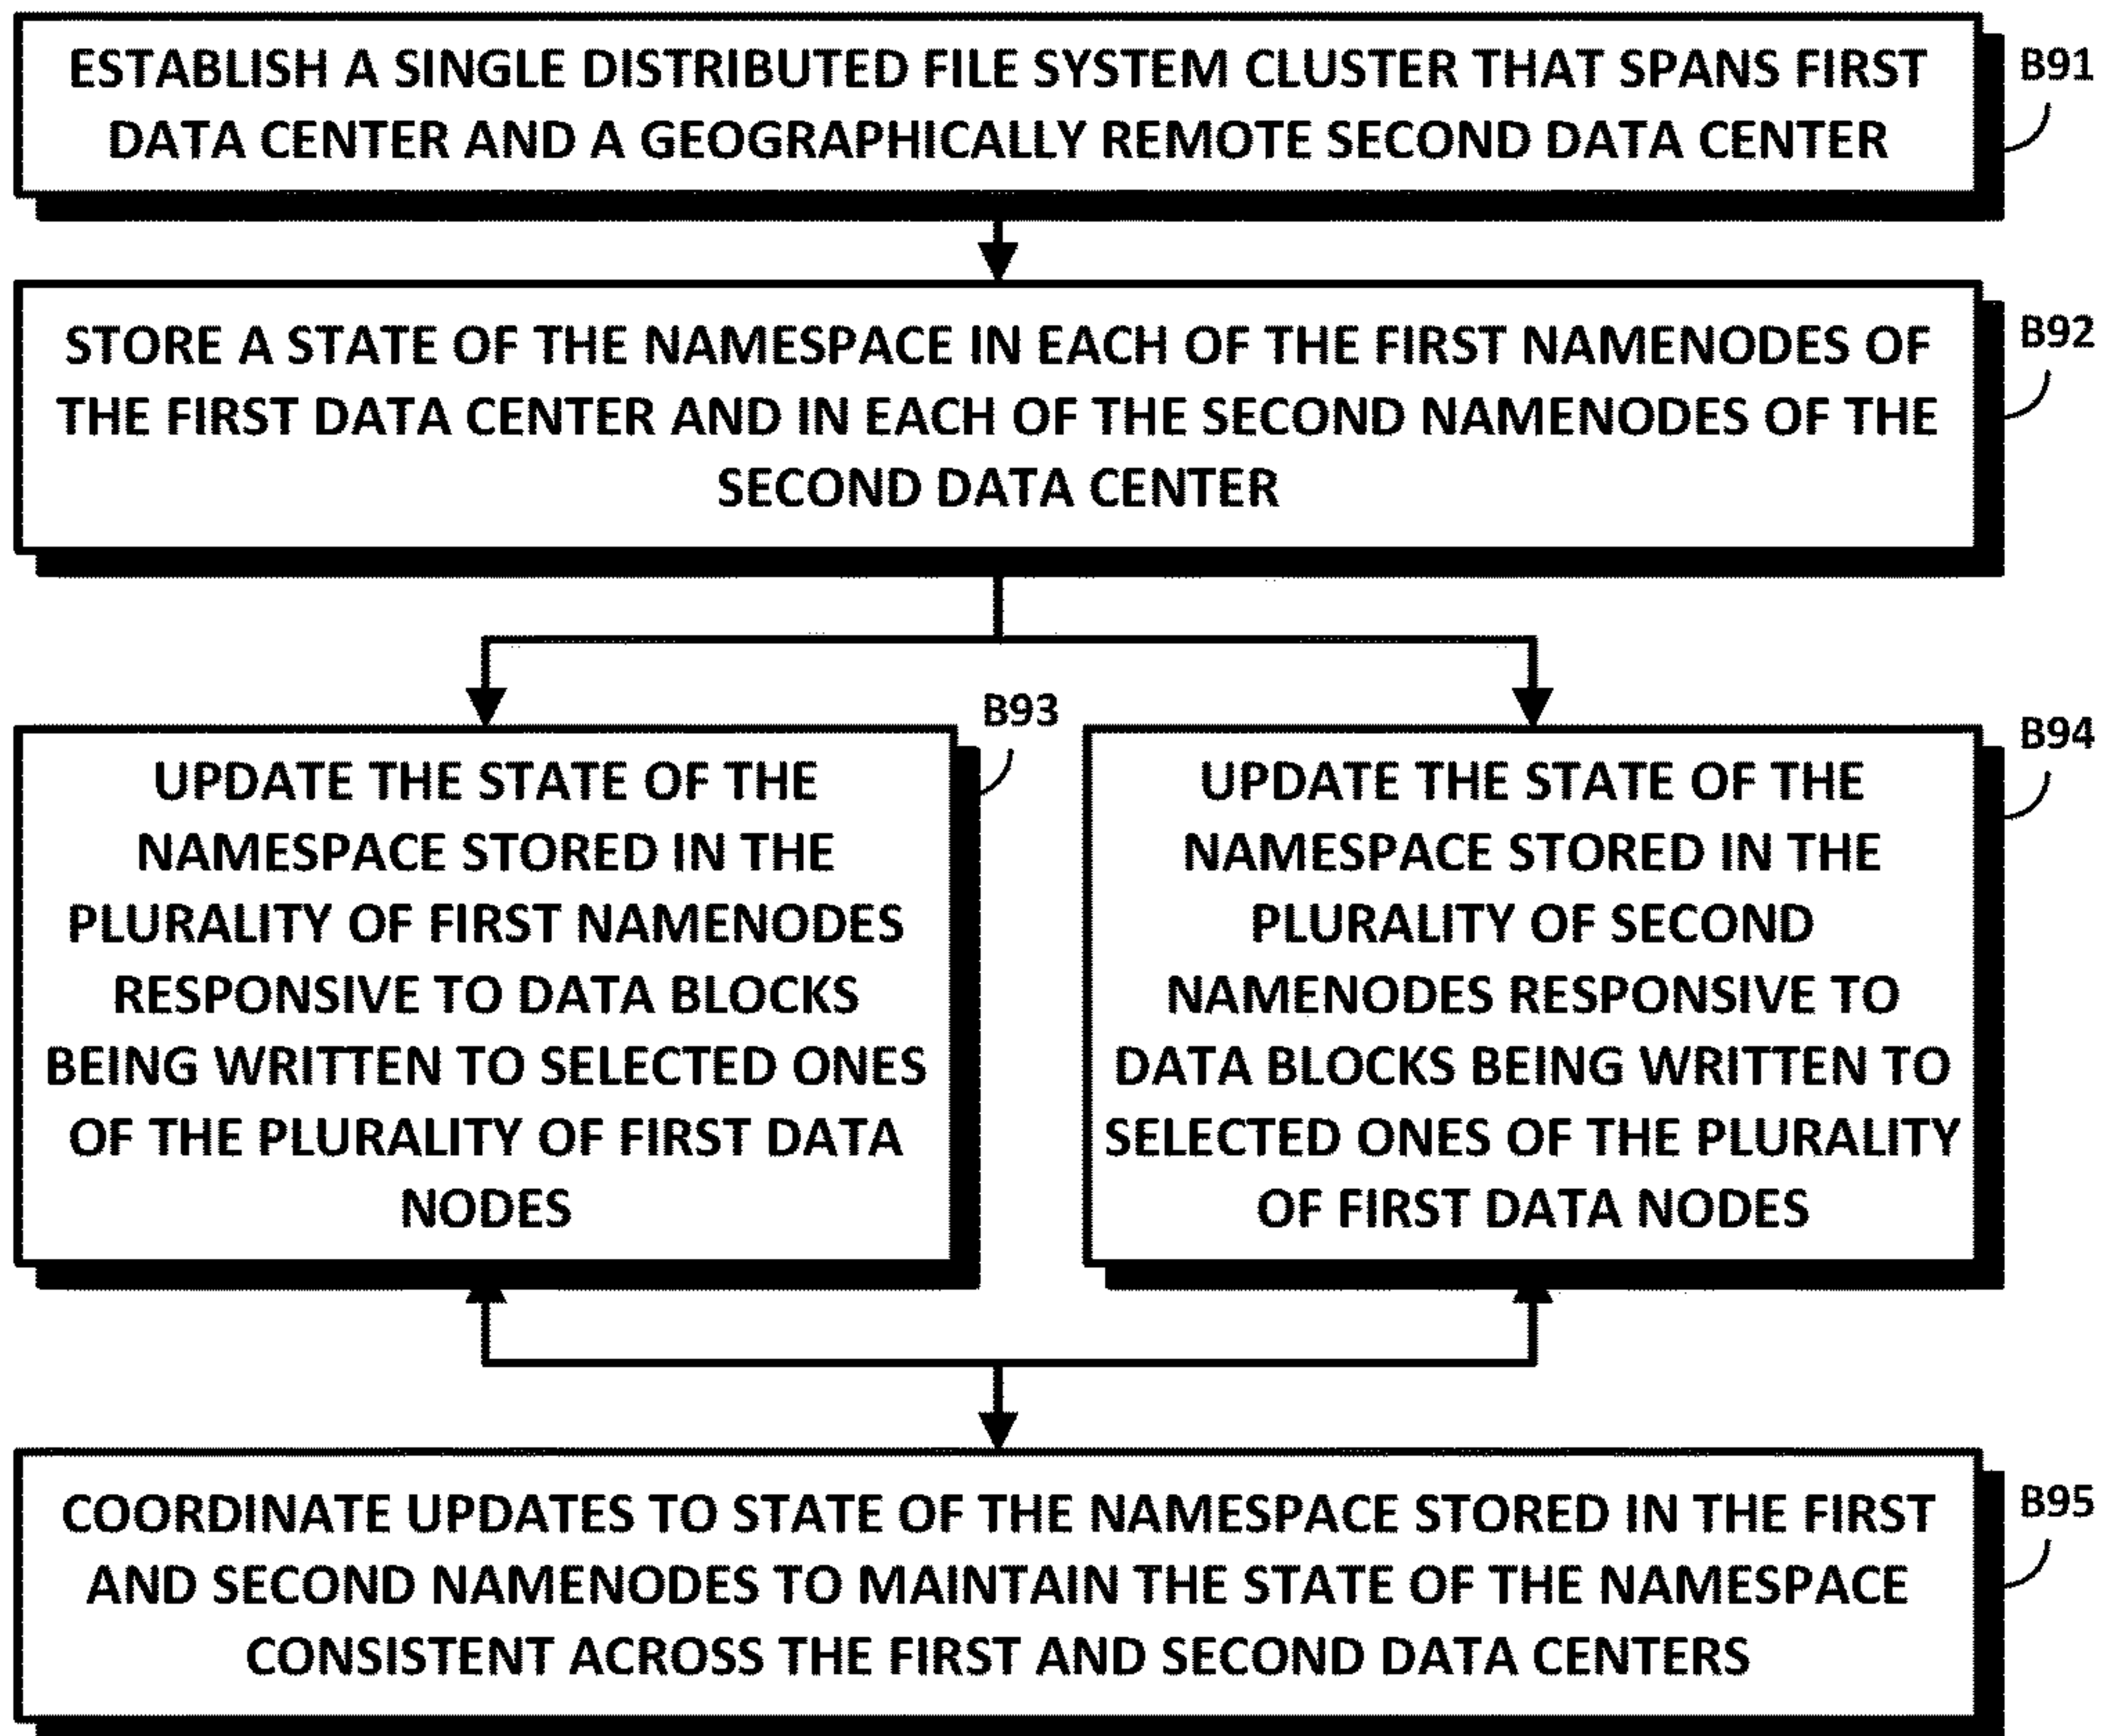 ESTABLISH A SINGLE DISTRIBUTED FILE SYSTEM CLUSTER THAT SPANS FIRST
DATA CENTER AND A GEOGRAPHICALLY REMOTE SECOND DATA CENTER
B91
STORE A STATE OF THE NAMESPACE IN EACH OF THE FIRST NAMENODES OF
THE FIRST DATA CENTER AND IN EACH OF THE SECOND NAMENODES OF THE
SECOND DATA CENTER
B92
B93
UPDATE THE STATE OF THE
NAMESPACE STORED IN THE
PLURALITY OF FIRST NAMENODES
RESPONSIVE TO DATA BLOCKS
BEING WRITTEN TO SELECTED ONES
OF THE PLURALITY OF FIRST DATA
NODES
B94
UPDATE THE STATE OF THE
NAMESPACE STORED IN THE
PLURALITY OF SECOND
NAMENODES RESPONSIVE TO
DATA BLOCKS BEING WRITTEN TO
SELECTED ONES OF THE PLURALITY
OF FIRST DATA NODES
COORDINATE UPDATES TO STATE OF THE NAMESPACE STORED IN THE FIRST
AND SECOND NAMENODES TO MAINTAIN THE STATE OF THE NAMESPACE
CONSISTENT ACROSS THE FIRST AND SECOND DATA CENTERS
B95